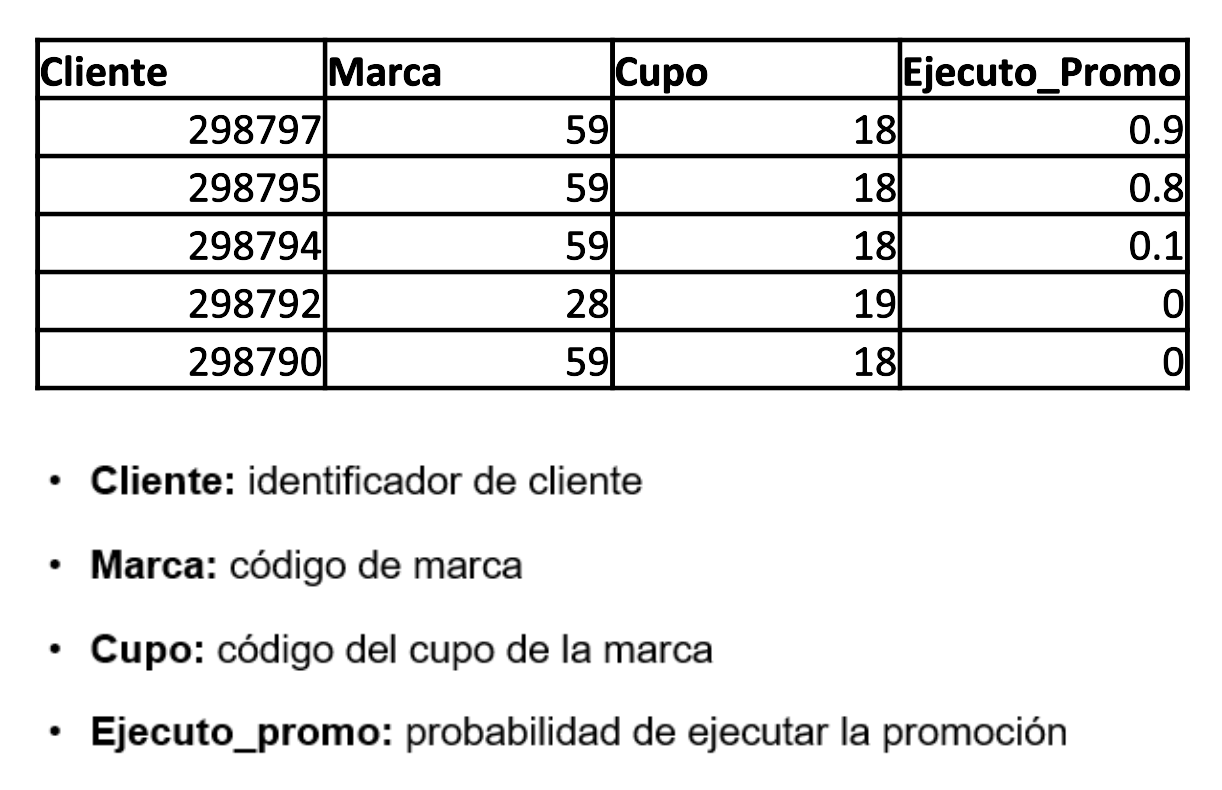 Cliente Marca Cupo Ejecuto_Promo
298797 59 18 0.9
298795 59 18 0.8
298794 59 18 0.1
298792 28 19 0
298790 59 18 0
• Cliente: identificador de cliente
• Marca: código de marca
• Cupo: código del cupo de la marca
• Ejecuto_promo: probabilidad de ejecutar la promoción